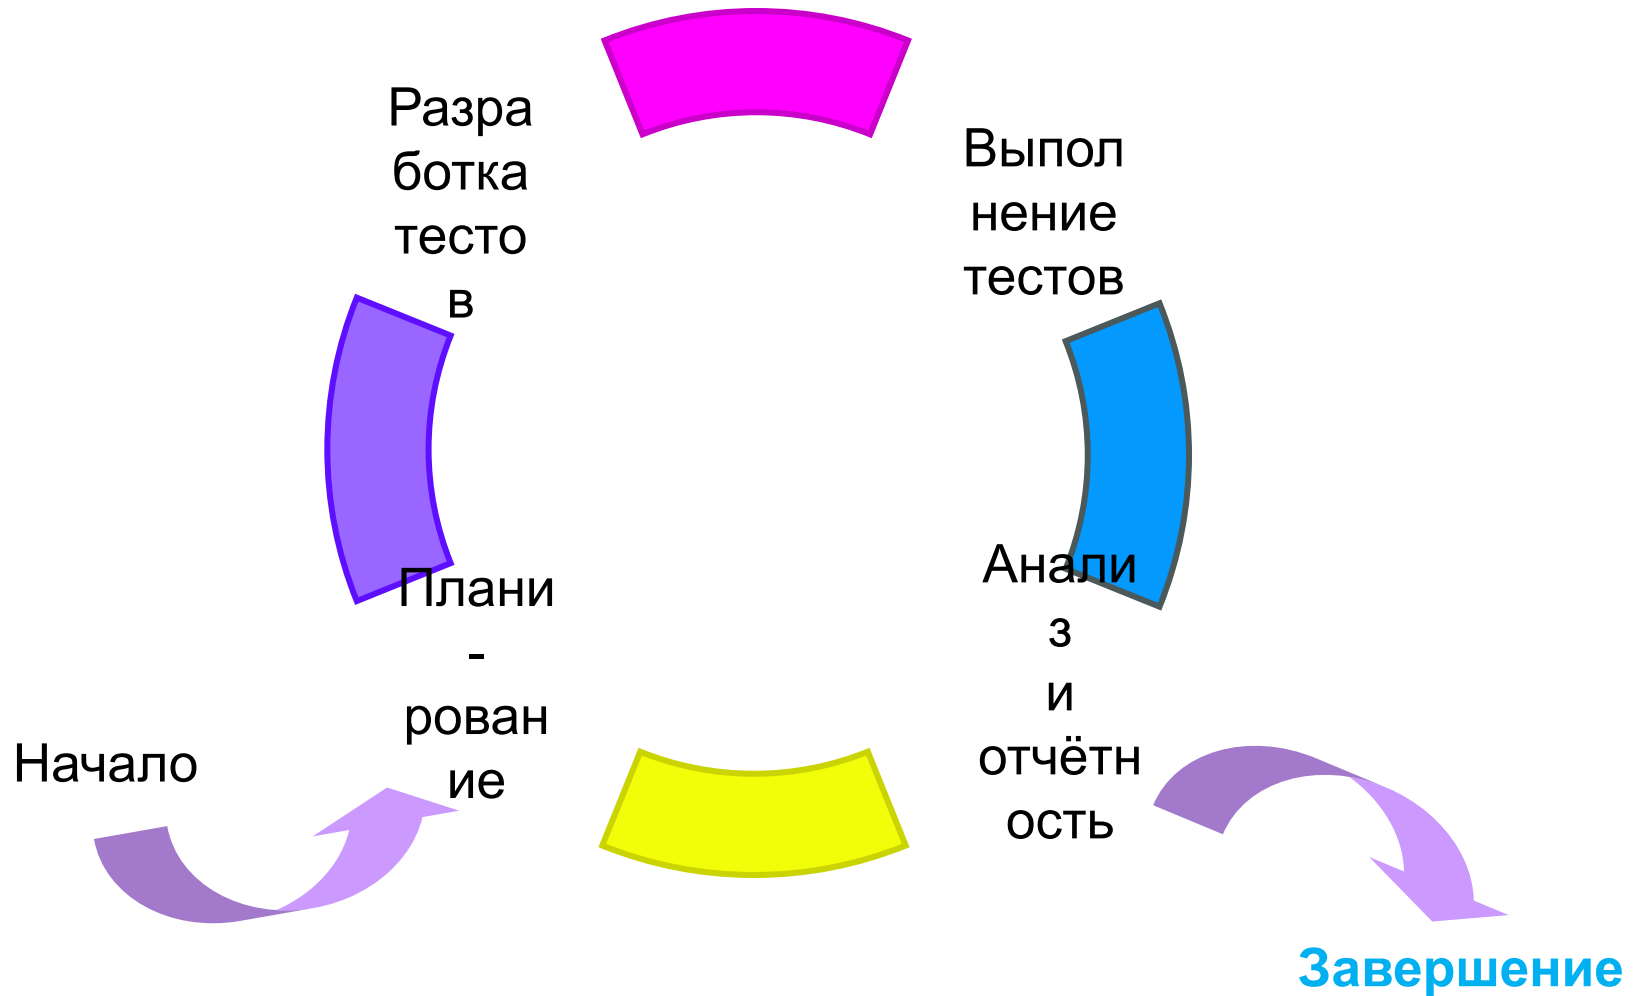 Разра
ботка
тесто
в
Выпол
нение
тестов
Плани
-
рован
ие
Анали
з
и
отчётн
ость
Начало
Завершение